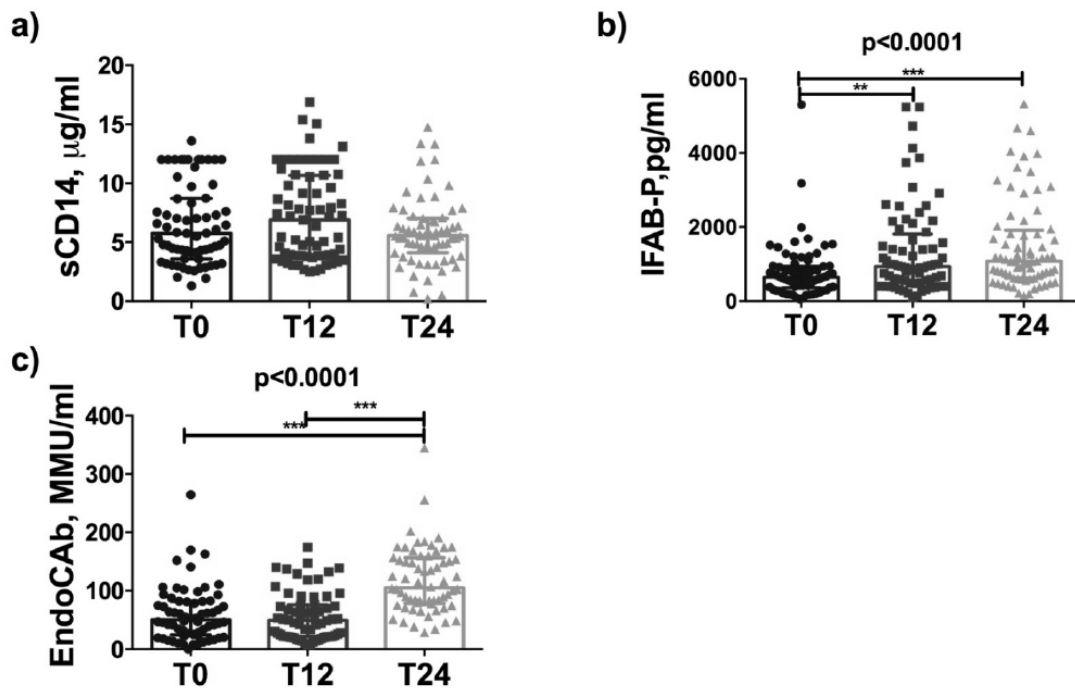 a)
sCD14, μg/ml
20
15
10
5
0
T0 T12 T24
b)
p<0.0001
***
**
IFAB-P,pg/ml
6000
4000
2000
0
T0 T12 T24
c)
p<0.0001
***
***
EndoCAb, MMU/ml
400
300
200
100
0
T0 T12 T24